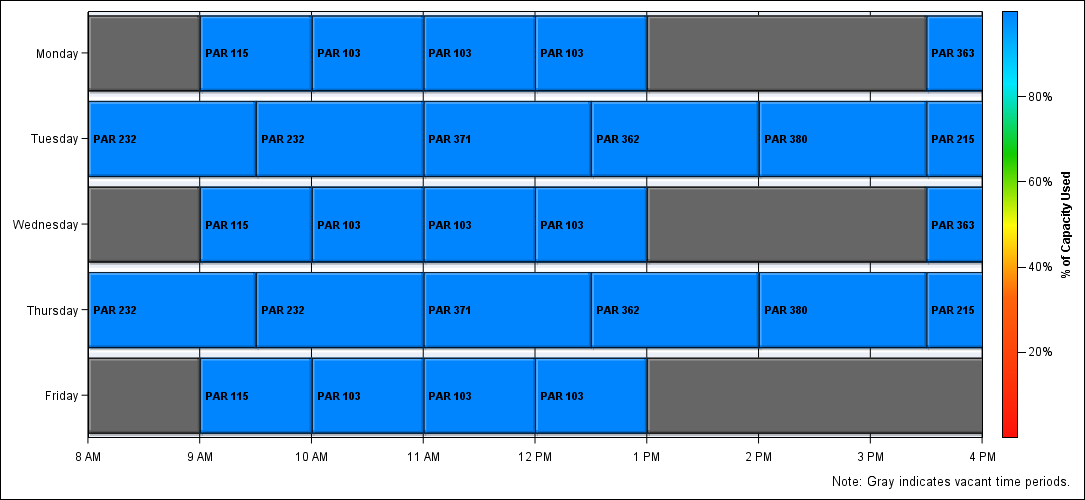 Monday
PAR 115
PAR 103
PAR 103
PAR 103
PAR 363
Tuesday
PAR 232
PAR 232
PAR 371
PAR 362
PAR 380
PAR 215
Wednesday
PAR 115
PAR 103
PAR 103
PAR 103
PAR 363
Thursday
PAR 232
PAR 232
PAR 371
PAR 362
PAR 380
PAR 215
Friday
PAR 115
PAR 103
PAR 103
PAR 103
8 AM
9 AM
10 AM
11 AM
12 PM
1 PM
2 PM
3 PM
4 PM
80%
60%
40%
20%
% of Capacity Used
Note: Gray indicates vacant time periods.